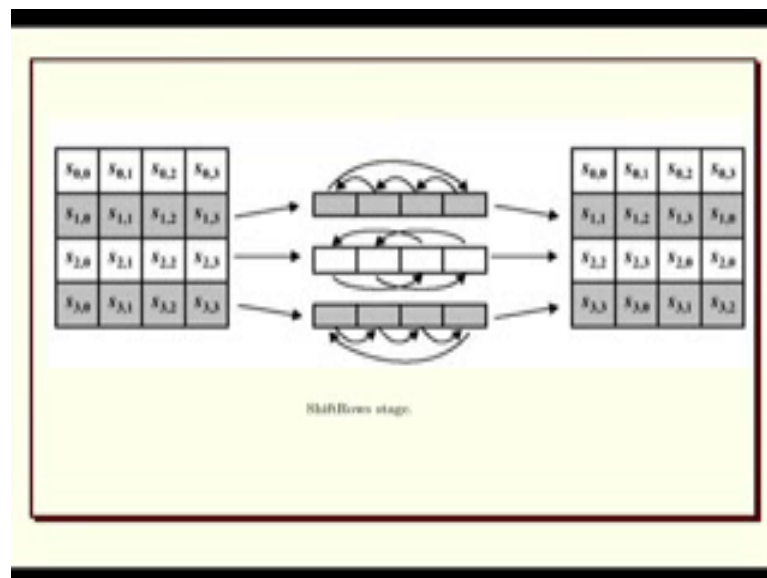 s0,0 s0,1 s0,2 s0,3 s0,0 s0,1 s0,2 s0,3
s1,0 s1,1 s1,2 s1,3 s1,1 s1,2 s1,3 s1,0
s2,0 s2,1 s2,2 s2,3 s2,2 s2,3 s2,0 s2,0
s3,0 s3,1 s3,2 s3,3 s3,3 s3,0 s3,1 s3,2
ShiftRows stage.